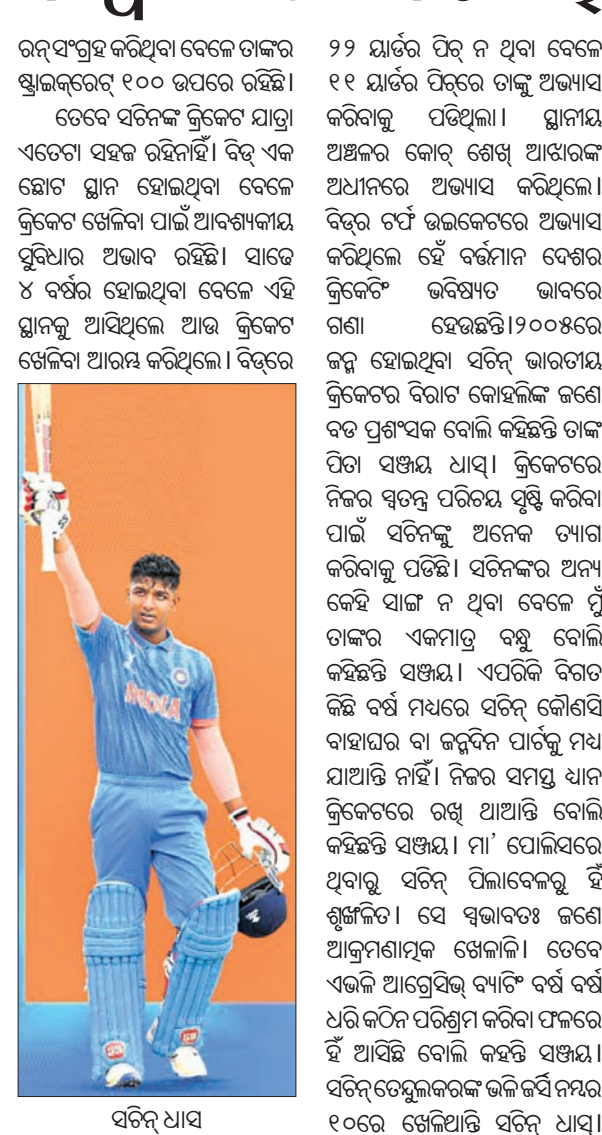 ରନ୍ ସଂଗ୍ରହ କରିଥିବା ବେଳେ ତାଙ୍କର
ଷ୍ଟ୍ରାଇକ୍‌ରେଟ୍ ୧୦୦ ଉପରେ ରହିଛି।
ତେବେ ସଚିନଙ୍କ କ୍ରିକେଟ ଯାତ୍ରା
ଏତେଟା ସହଜ ରହିନାହିଁ। ବିଡ୍ ଏକ
ଛୋଟ ସ୍ଥାନ ହୋଇଥିବା ବେଳେ
କ୍ରିକେଟ ଖେଳିବା ପାଇଁ ଆବଶ୍ୟକୀୟ
ସୁବିଧାର ଅଭାବ ରହିଛି। ସାଢେ
୪ ବର୍ଷର ହୋଇଥିବା ବେଳେ ଏହି
ସ୍ଥାନକୁ ଆସିଥିଲେ ଆଉ କ୍ରିକେଟ
ଖେଳିବା ଆରମ୍ଭ କରିଥିଲେ। ବିଡ୍‌ରେ
INDIA
ସଚିନ୍ ଧାସ
୨୨ ୟାର୍ଡର ପିଚ୍ ନ ଥିବା ବେଳେ
୧୧ ୟାର୍ଡର ପିଚ୍‌ରେ ତାଙ୍କୁ ଅଭ୍ୟାସ
କରିବାକୁ ପଡିଥିଲା। ସ୍ଥାନୀୟ
ଅଞ୍ଚଳର କୋଚ୍ ଶେଖ୍ ଆଝାରଙ୍କ
ଅଧୀନରେ ଅଭ୍ୟାସ କରିଥିଲେ।
ବିଡ୍‌ର ଟର୍ଫ ଉଇକେଟରେ ଅଭ୍ୟାସ
କରିଥିଲେ ହେଁ ବର୍ତ୍ତମାନ ଦେଶର
କ୍ରିକେଟିଂ ଭବିଷ୍ୟତ ଭାବରେ
ଗଣା ହେଉଛନ୍ତି।୨୦୦୫ରେ
ଜନ୍ମ ହୋଇଥିବା ସଚିନ୍ ଭାରତୀୟ
କ୍ରିକେଟର ବିରାଟ କୋହଲିଙ୍କ ଜଣେ
ବଡ ପ୍ରଶଂସକ ବୋଲି କହିଛନ୍ତି ତାଙ୍କ
ପିତା ସଞ୍ଜୟ ଧାସ୍। କ୍ରିକେଟରେ
ନିଜର ସ୍ୱତନ୍ତ୍ର ପରିଚୟ ସୃଷ୍ଟି କରିବା
ପାଇଁ ସଚିନଙ୍କୁ ଅନେକ ତ୍ୟାଗ
କରିବାକୁ ପଡିଛି। ସଚିନଙ୍କର ଅନ୍ୟ
କେହି ସାଙ୍ଗ ନ ଥିବା ବେଳେ ମୁଁ
ତାଙ୍କର ଏକମାତ୍ର ବନ୍ଧୁ ବୋଲି
କହିଛନ୍ତି ସଞ୍ଜୟ। ଏପରିକି ବିଗତ
କିଛି ବର୍ଷ ମଧ୍ୟରେ ସଚିନ୍ କୌଣସି
ବାହାଘର ବା ଜନ୍ମଦିନ ପାର୍ଟିକୁ ମଧ୍ୟ
ଯାଆନ୍ତି ନାହିଁ। ନିଜର ସମସ୍ତ ଧ୍ୟାନ
କ୍ରିକେଟରେ ରଖି ଥାଆନ୍ତି ବୋଲି
କହିଛନ୍ତି ସଞ୍ଜୟ। ମା’ ପୋଲିସରେ
ଥିବାରୁ ସଚିନ୍ ପିଲାବେଳରୁ ହିଁ
ଶୃଙ୍ଖଳିତ। ସେ ସ୍ୱଭାବତଃ ଜଣେ
ଆକ୍ରମଣାତ୍ମକ ଖେଳାଳି। ତେବେ
ଏଭଳି ଆଗ୍ରେସିଭ୍ ବ୍ୟାଟିଂ ବର୍ଷ ବର୍ଷ
ଧରି କଠିନ ପରିଶ୍ରମ କରିବା ଫଳରେ
ହିଁ ଆସିଛି ବୋଲି କହନ୍ତି ସଞ୍ଜୟ।
ସଚିନ୍ ତେନ୍ଦୁଲକରଙ୍କ ଭଳି ଜର୍ସି ନମ୍ବର
୧୦ରେ ଖେଳିଥାନ୍ତି ସଚିନ୍ ଧାସ୍।